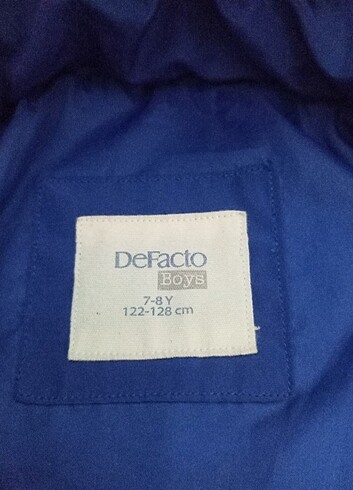 DeFacto
Boys
7-8 Y
122-128 cm